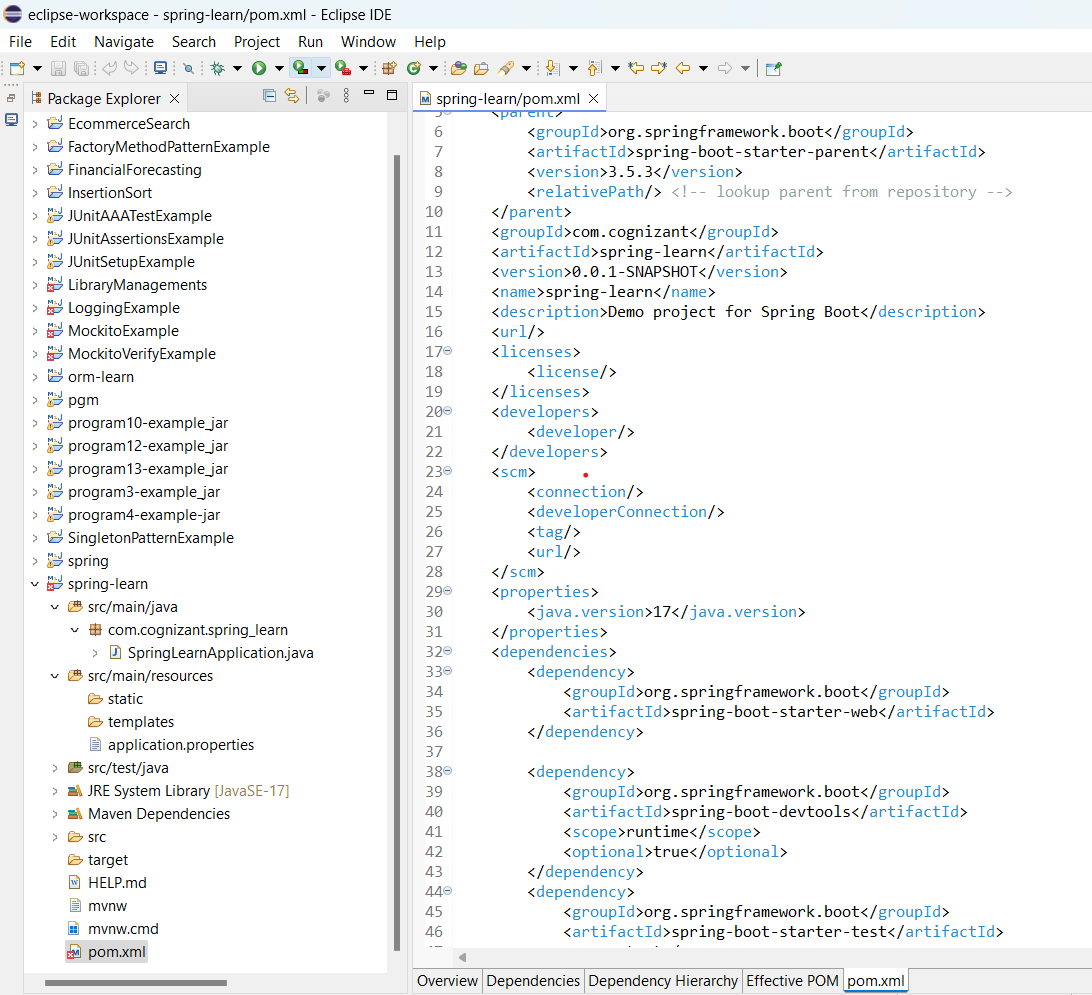 eclipse-workspace - spring-learn/pom.xml - Eclipse IDE
File Edit Navigate Search Project Run Window Help
Package Explorer
EcommerceSearch
FactoryMethodPatternExample
FinancialForecasting
InsertionSort
JUnitAAATestExample
JUnitAssertionsExample
JUnitSetupExample
LibraryManagements
LoggingExample
MockitoExample
MockitoVerifyExample
orm-learn
pgm
program10-example_jar
program12-example_jar
program13-example_jar
program3-example_jar
program4-example-jar
SingletonPatternExample
spring
spring-learn
src/main/java
com.cognizant.spring_learn
SpringLearnApplication.java
src/main/resources
static
templates
application.properties
src/test/java
JRE System Library [JavaSE-17]
Maven Dependencies
src
target
HELP.md
mvnw
mvnw.cmd
pom.xml
spring-learn/pom.xml
5 <parent>
6 <groupId>org.springframework.boot</groupId>
7 <artifactId>spring-boot-starter-parent</artifactId>
8 <version>3.5.3</version>
9 <relativePath/> <!-- lookup parent from repository -->
10 </parent>
11 <groupId>com.cognizant</groupId>
12 <artifactId>spring-learn</artifactId>
13 <version>0.0.1-SNAPSHOT</version>
14 <name>spring-learn</name>
15 <description>Demo project for Spring Boot</description>
16 <url/>
17 <licenses>
18 <license/>
19 </licenses>
20 <developers>
21 <developer/>
22 </developers>
23 <scm>
24 <connection/>
25 <developerConnection/>
26 <tag/>
27 <url/>
28 </scm>
29 <properties>
30 <java.version>17</java.version>
31 </properties>
32 <dependencies>
33 <dependency>
34 <groupId>org.springframework.boot</groupId>
35 <artifactId>spring-boot-starter-web</artifactId>
36 </dependency>
37
38 <dependency>
39 <groupId>org.springframework.boot</groupId>
40 <artifactId>spring-boot-devtools</artifactId>
41 <scope>runtime</scope>
42 <optional>true</optional>
43 </dependency>
44 <dependency>
45 <groupId>org.springframework.boot</groupId>
46 <artifactId>spring-boot-starter-test</artifactId>
Overview Dependencies Dependency Hierarchy Effective POM pom.xml